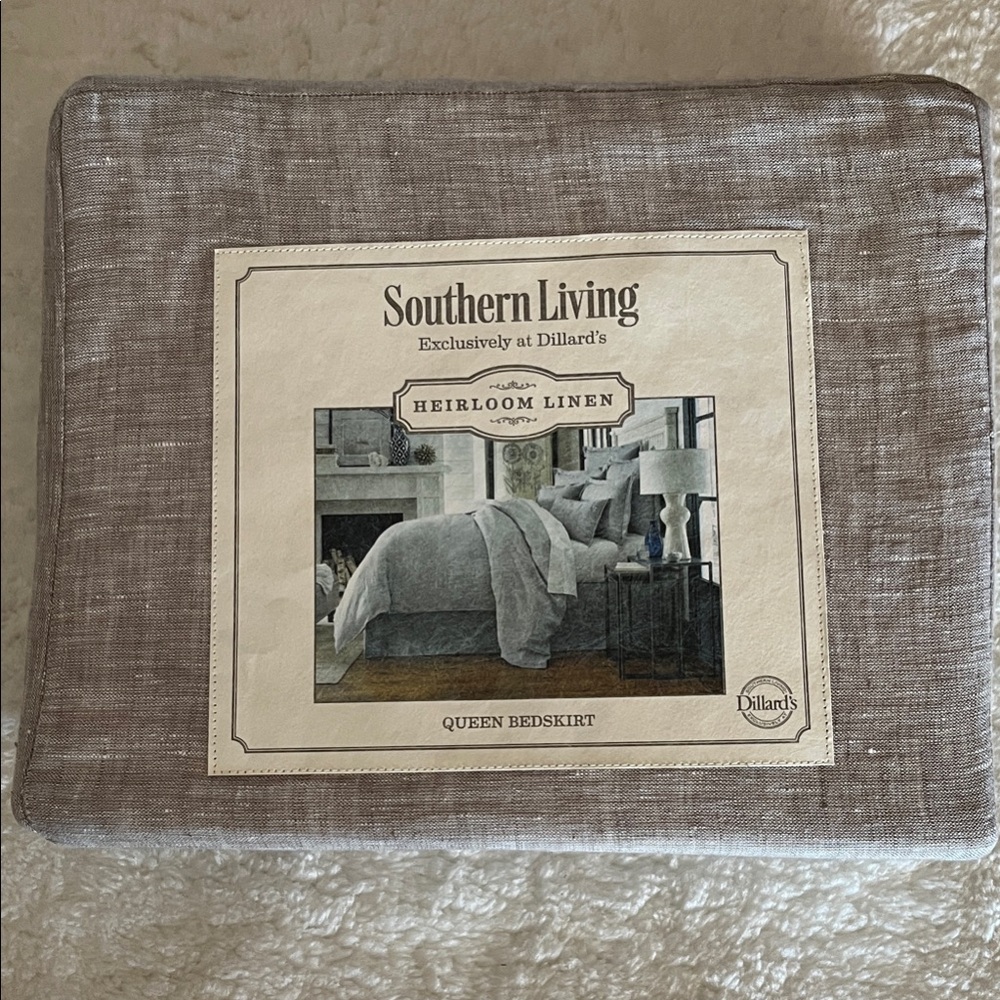 Southern Living
Exclusively at Dillard's
HEIRLOOM LINEN
QUEEN BEDSKIRT
Dillard's